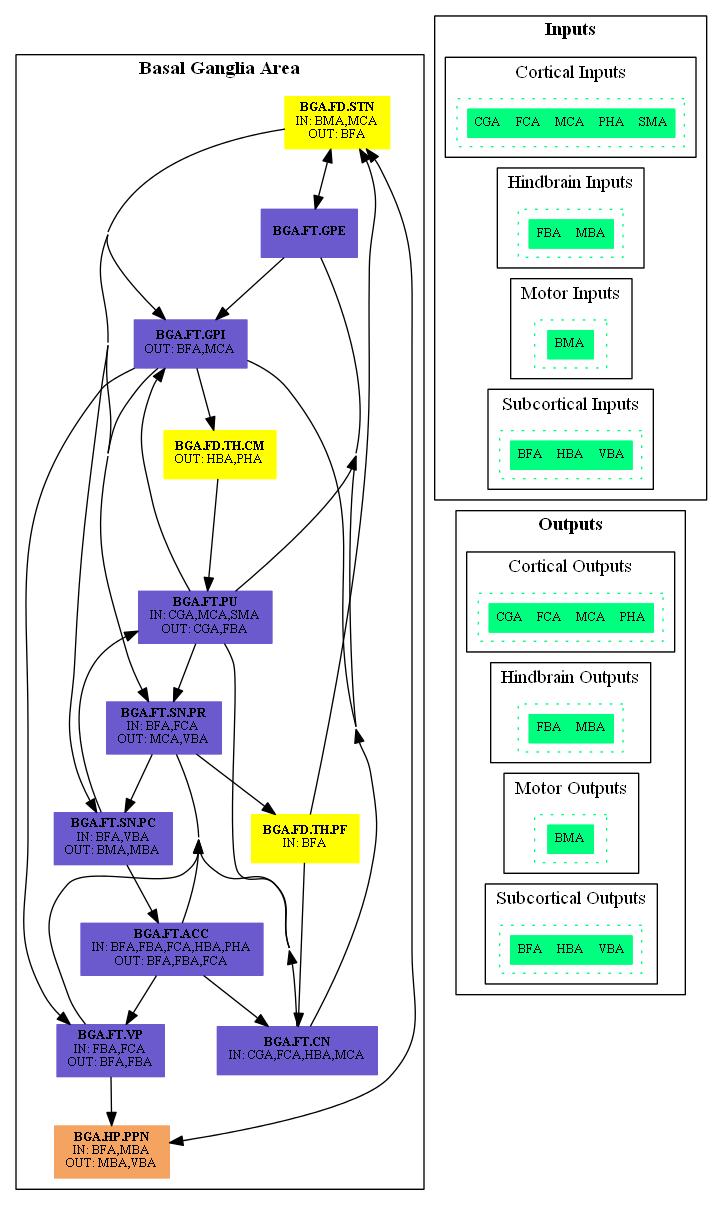 Basal Ganglia Area
BGA.FD.STN
IN: BMA,MCA
OUT: BFA
BGA.FT.GPE
BGA.FT.GPI
OUT: BFA,MCA
BGA.FD.TH.CM
OUT: HBA,PHA
BGA.FT.PU
IN: CGA,MCA,SMA
OUT: CGA,FBA
BGA.FT.SN.PR
IN: BFA,FCA
OUT: MCA,VBA
BGA.FT.SN.PC
IN: BFA,VBA
OUT: BMA,MBA
BGA.FD.TH.PF
IN: BFA
BGA.FT.ACC
IN: BFA,FBA,FCA,HBA,PHA
OUT: BFA,FBA,FCA
BGA.FT.VP
IN: FBA,FCA
OUT: BFA,FBA
BGA.FT.CN
IN: CGA,FCA,HBA,MCA
BGA.HP.PPN
IN: BFA,MBA
OUT: MBA,VBA
Inputs
Cortical Inputs
CGA FCA MCA PHA SMA
Hindbrain Inputs
FBA MBA
Motor Inputs
BMA
Subcortical Inputs
BFA HBA VBA
Outputs
Cortical Outputs
CGA FCA MCA PHA
Hindbrain Outputs
FBA MBA
Motor Outputs
BMA
Subcortical Outputs
BFA HBA VBA